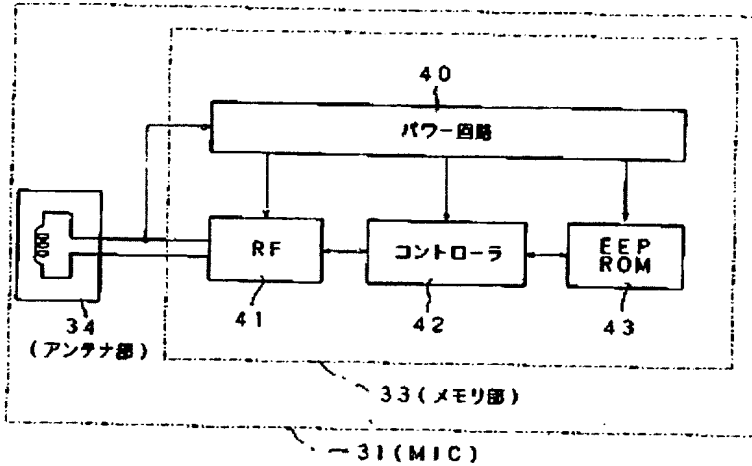 40
パワー回路
RF
コントローラ
EEP
ROM
34
(アンテナ部)
41
42
43
33(メモリ部)
31(MIC)